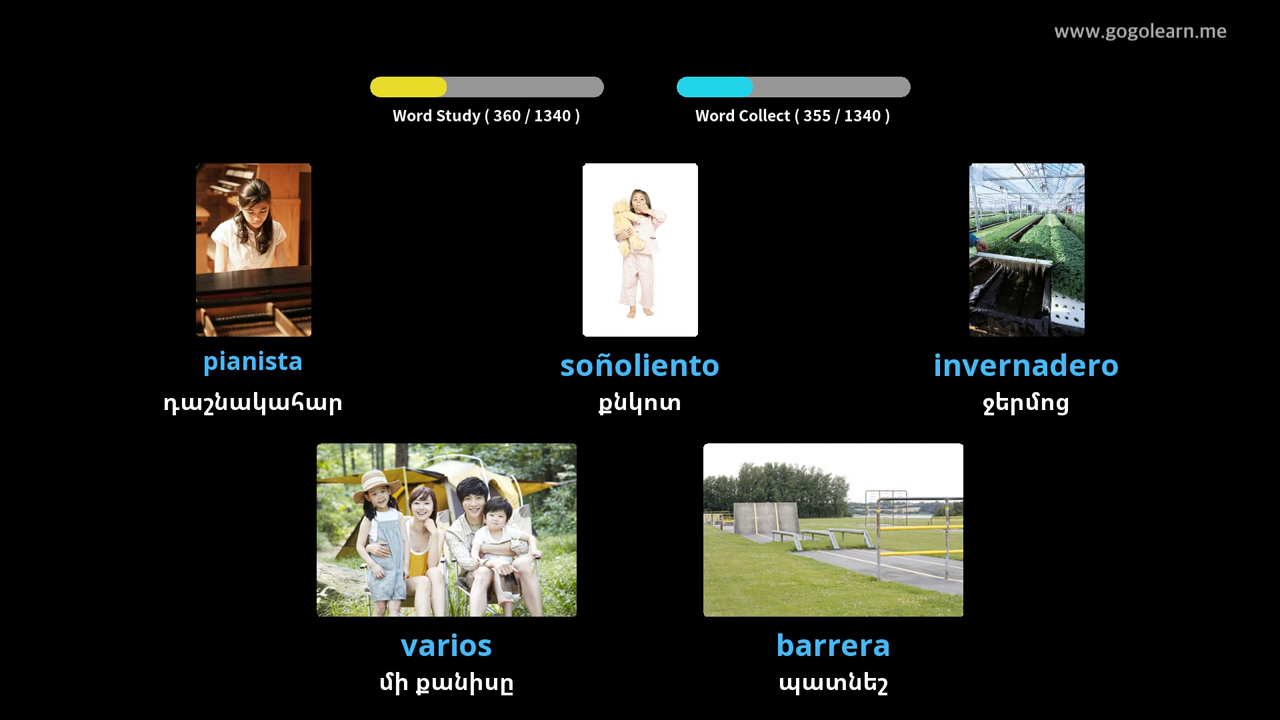 www.gogolearn.me
Word Study ( 360 / 1340 )
Word Collect ( 355 / 1340 )
pianista
դաշնակահար
soñoliento
քնկոտ
invernadero
ջերմոց
varios
մի քանիսը
barrera
պատնեշ